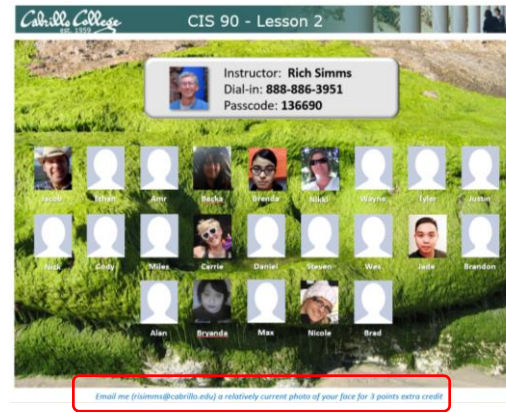 Cabrillo College
est. 1959
CIS 90 - Lesson 2
Instructor: Rich Simms
Dial-in: 888-886-3951
Passcode: 136690
Jacob Ethan Amr Becka Brenda Nikki Wayne Tyler Justin
Nick Cody Miles Carrie Daniel Steven Wes Jade Brandon
Alan Bryanda Max Nicole Brad
Email me (risimms@cabrillo.edu) a relatively current photo of your face for 3 points extra credit